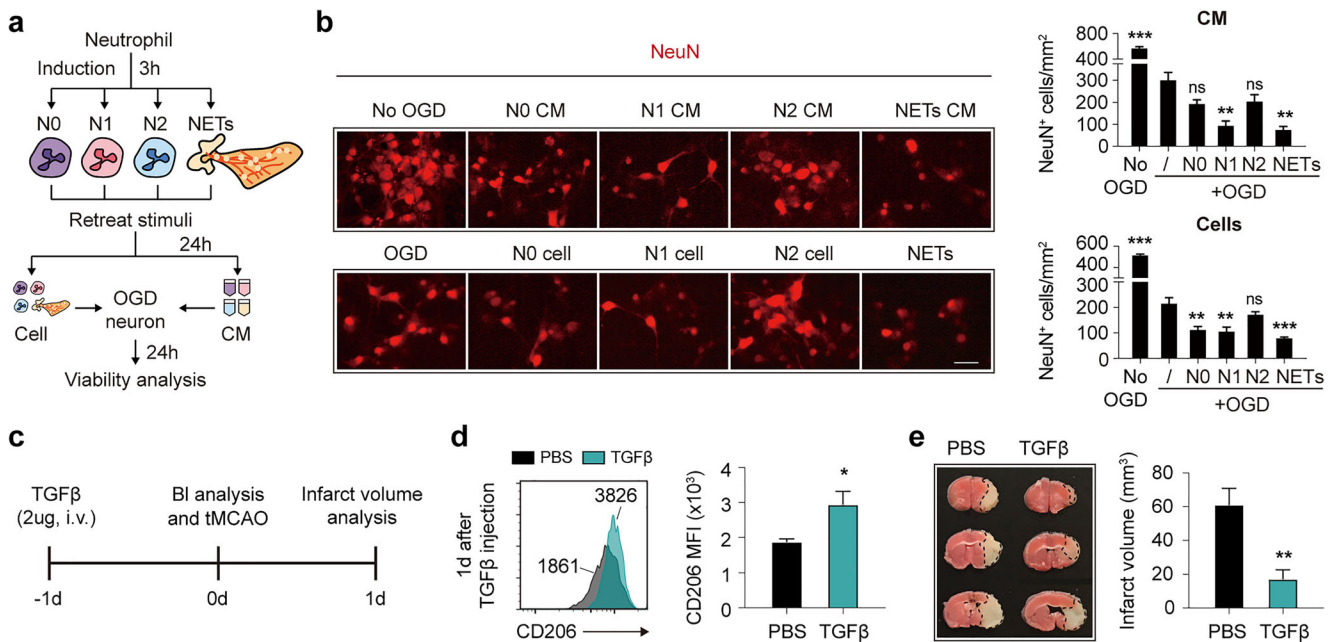 a
Neutrophil
Induction 3h
N0 N1 N2 NETs
Retreat stimuli
24h
Cell
OGD
neuron
CM
24h
Viability analysis
b
NeuN
No OGD N0 CM N1 CM N2 CM NETs CM
OGD N0 cell N1 cell N2 cell NETs
CM
NeuN⁺ cells/mm²
800
600
400
300
200
100
0
*** ns ** ns **
No OGD / N0 N1 N2 NETs
+OGD
Cells
NeuN⁺ cells/mm²
600
400
300
200
100
0
*** ** ** ns ***
No OGD / N0 N1 N2 NETs
+OGD
c
TGFβ
(2ug, i.v.)
BI analysis
and tMCAO
Infarct volume
analysis
-1d 0d 1d
d
PBS TGFβ
1d after
TGFβ injection
3826
1861
CD206
CD206 MFI (x10³)
4
3
2
1
0
*
PBS TGFβ
e
PBS TGFβ
Infarct volume (mm³)
80
60
40
20
0
**
PBS TGFβ